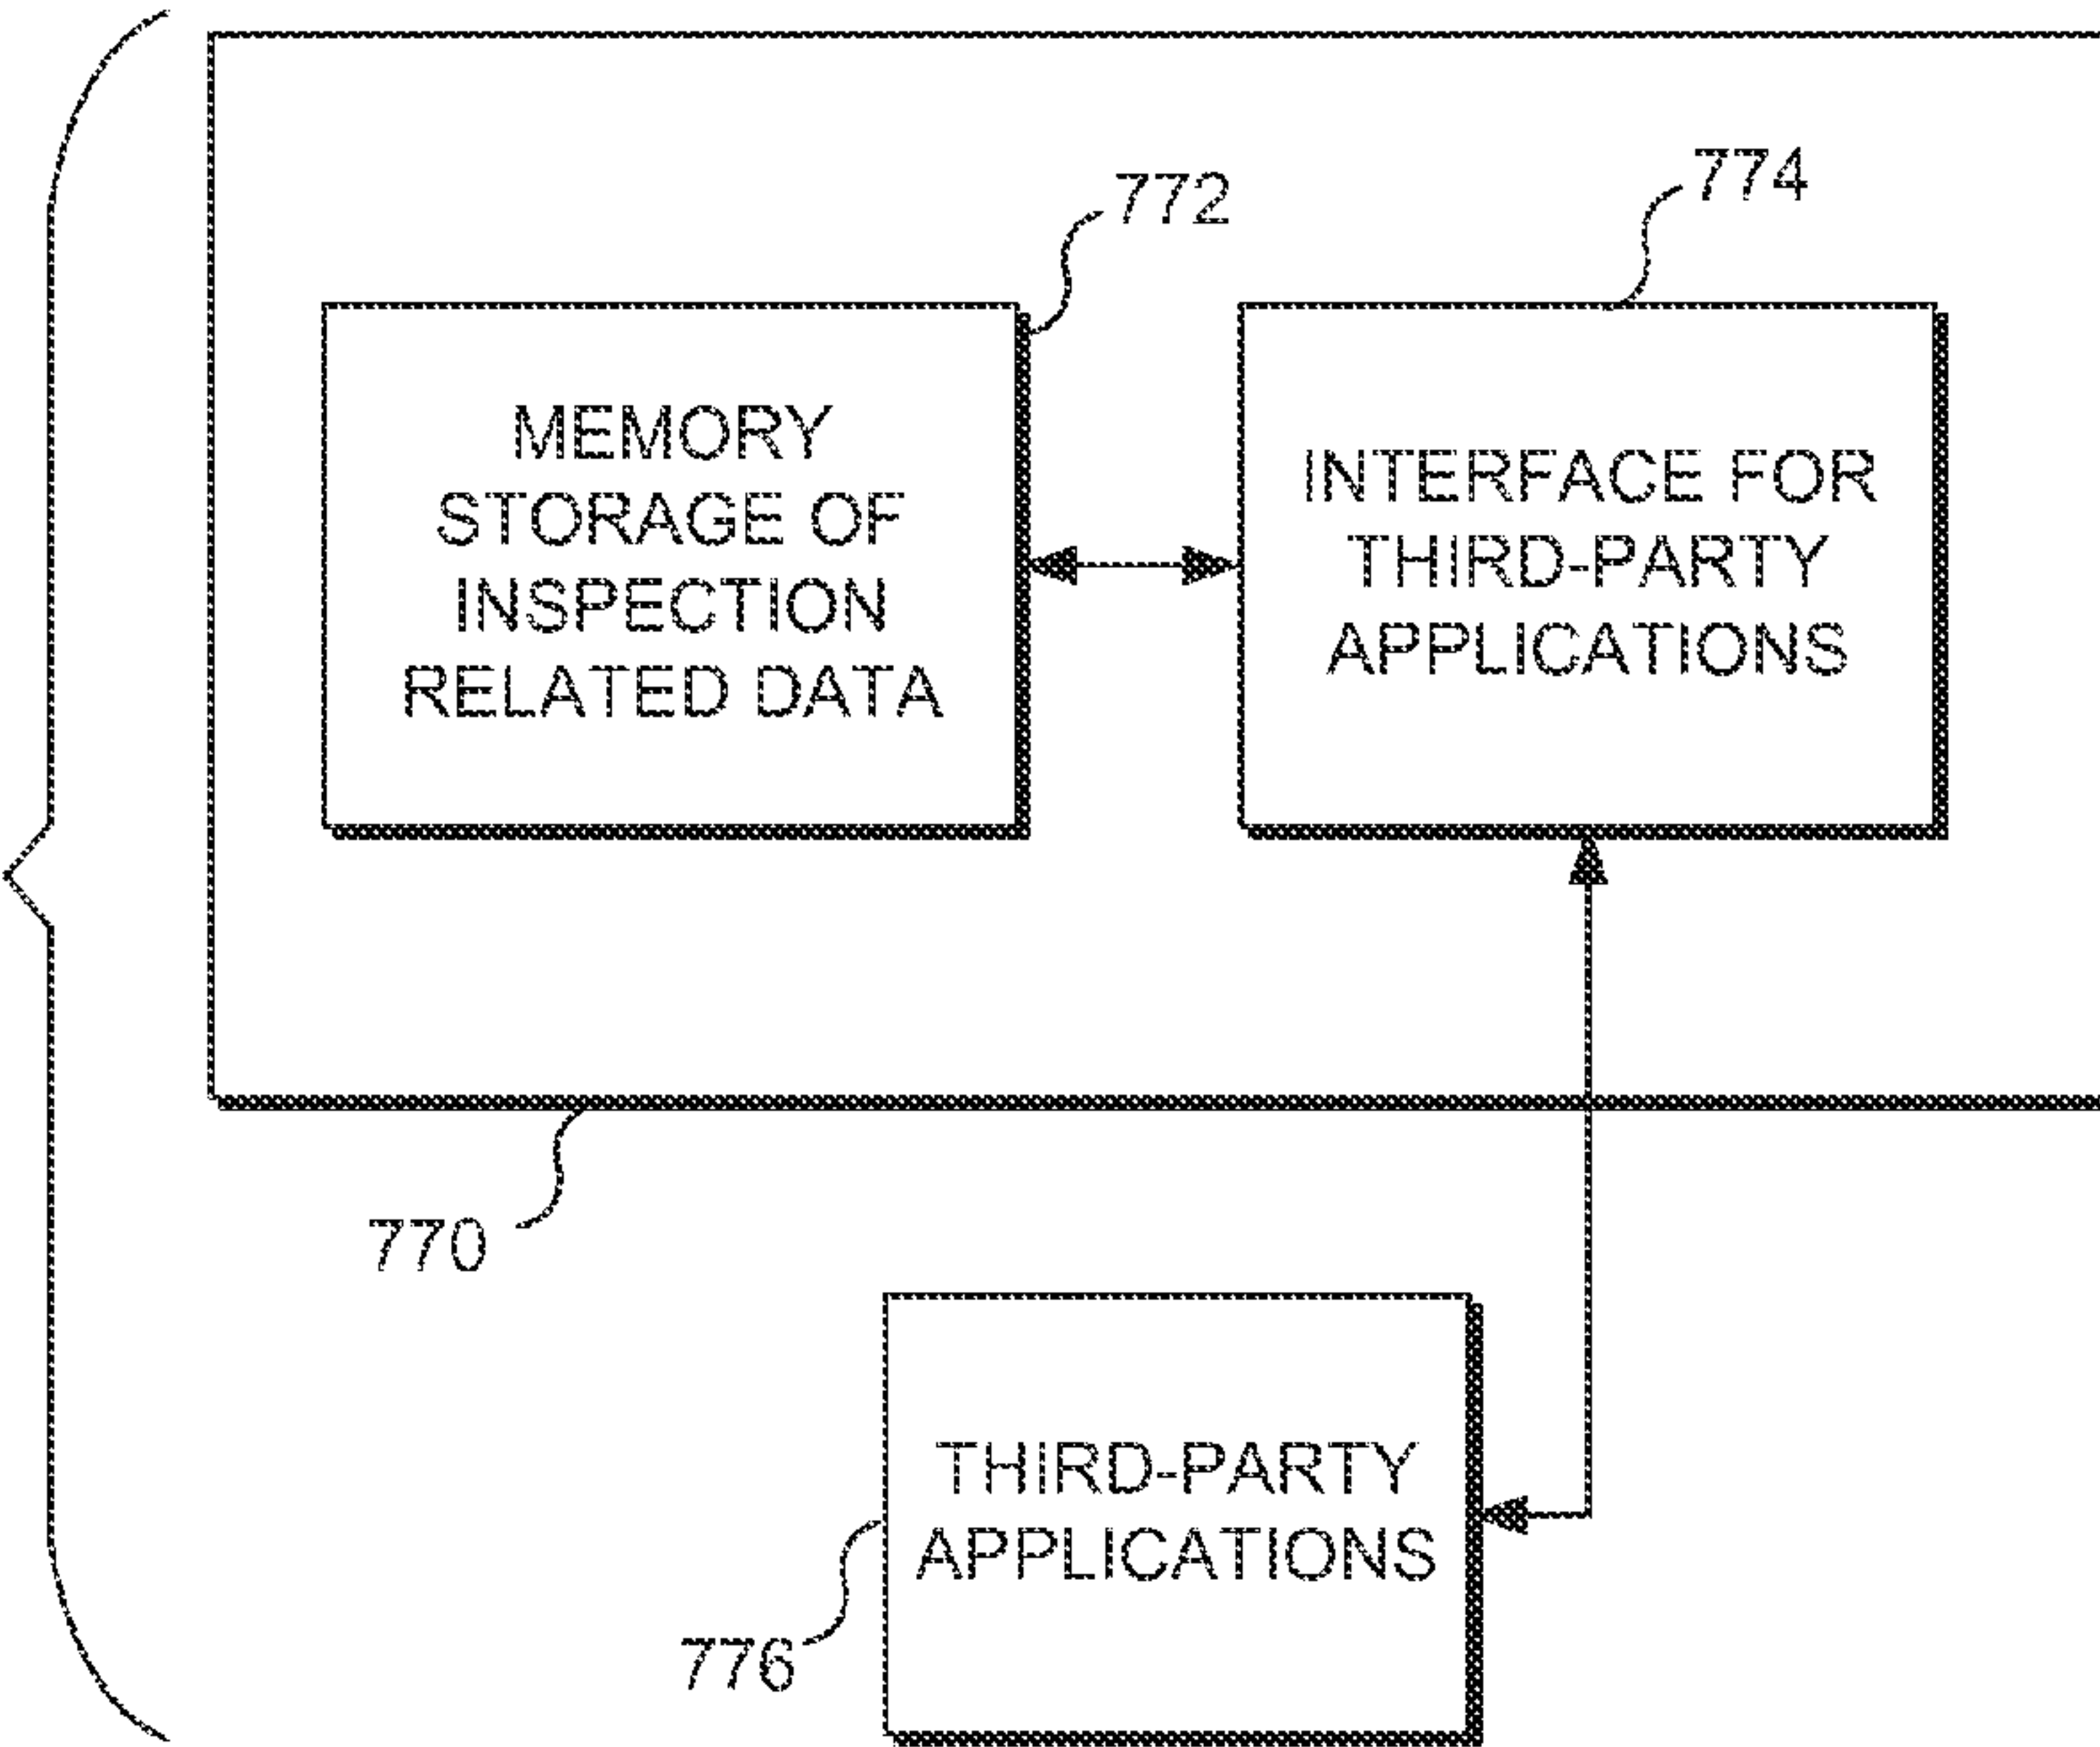 772
774
MEMORY
STORAGE OF
INSPECTION
RELATED DATA
INTERFACE FOR
THIRD-PARTY
APPLICATIONS
770
THIRD-PARTY
APPLICATIONS
776